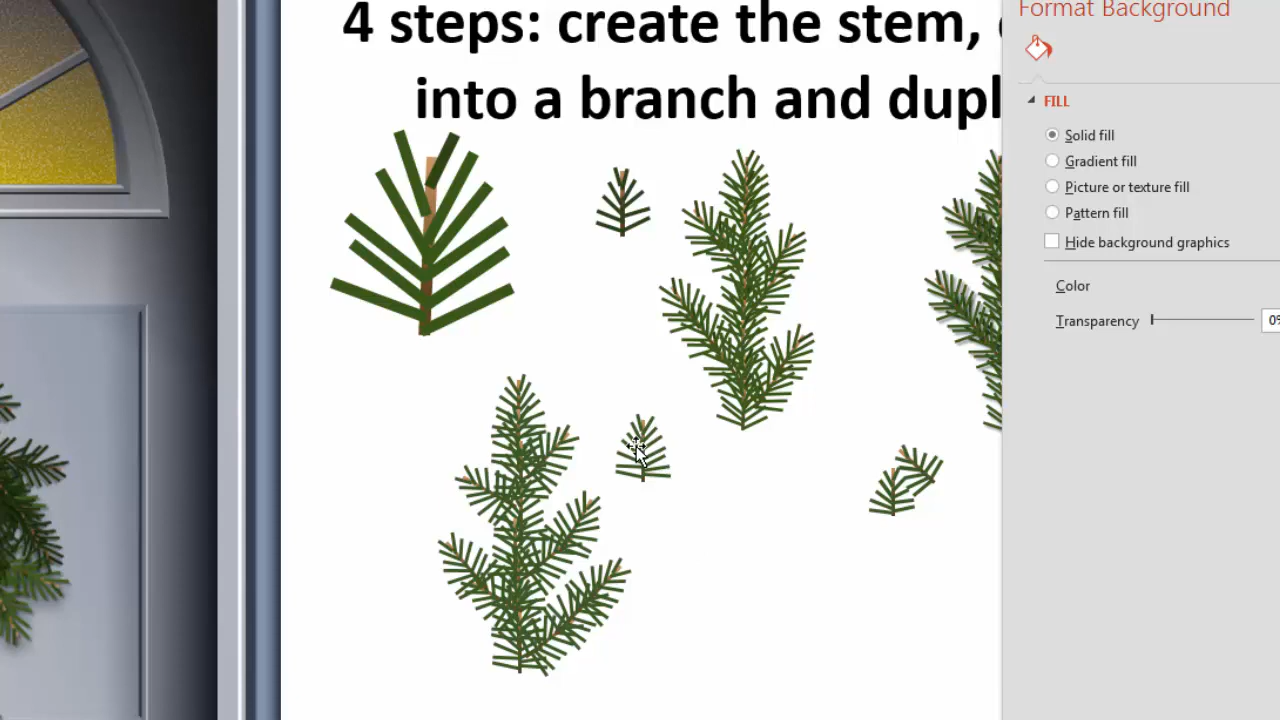 4 steps: create the stem,
into a branch and dupl
Format Background
FILL
Solid fill
Gradient fill
Picture or texture fill
Pattern fill
Hide background graphics
Color
Transparency
0%